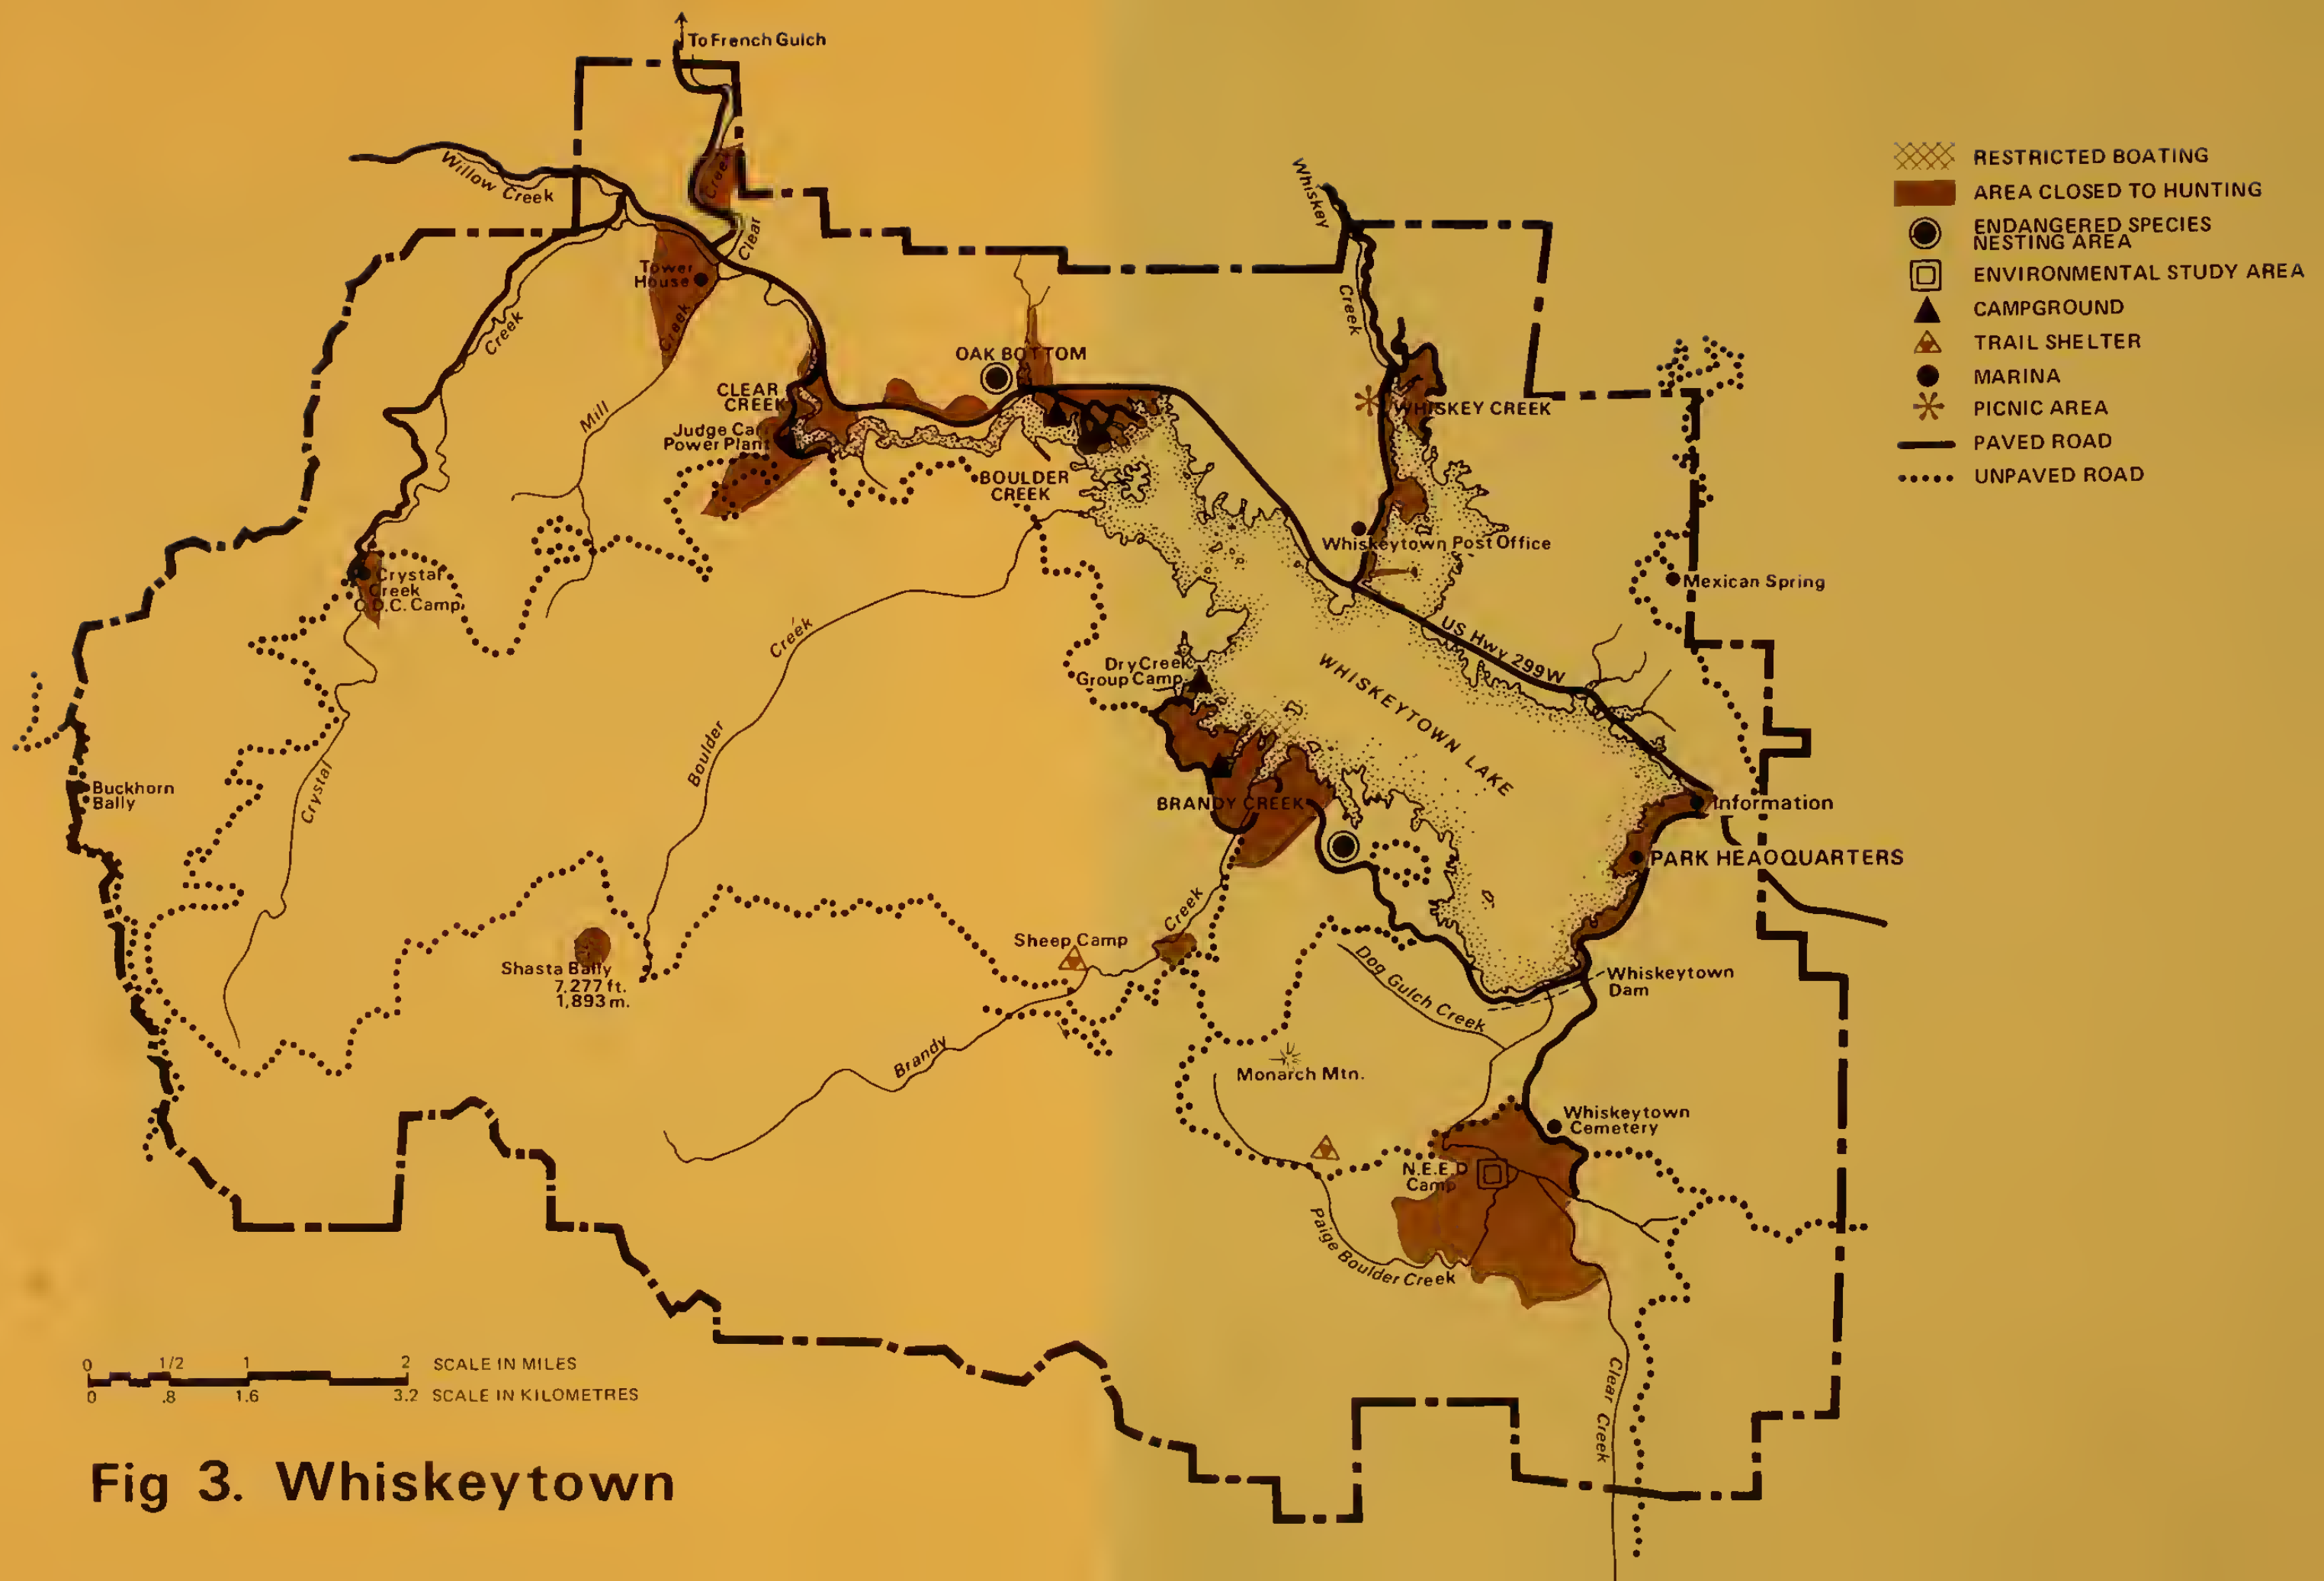 To French Gulch
Willow Creek
Creek
Clear
Whiskey
Creek
Tower
House
Creek
Creek
Mill
OAK BOTTOM
CLEAR
CREEK
Judge Car
Power Plant
BOULDER
CREEK
WHISKEY CREEK
Whiskeytown Post Office
Mexican Spring
Crystal
Creek
C.D.C. Camp
Creek
Boulder
US Hwy 299W
WHISKEYTOWN LAKE
Dry Creek
Group Camp
Buckhorn
Bally
Crystal
BRANDY CREEK
Information
PARK HEADQUARTERS
Creek
Sheep Camp
Shasta Bally
7,277 ft.
1,893 m.
Dog Gulch Creek
Whiskeytown
Dam
Brandy
Monarch Mtn.
Whiskeytown
Cemetery
N.E.E.D
Camp
Paige Boulder Creek
Clear Creek
RESTRICTED BOATING
AREA CLOSED TO HUNTING
ENDANGERED SPECIES
NESTING AREA
ENVIRONMENTAL STUDY AREA
CAMPGROUND
TRAIL SHELTER
MARINA
PICNIC AREA
PAVED ROAD
UNPAVED ROAD
0 1/2 1 2 SCALE IN MILES
0 .8 1.6 3.2 SCALE IN KILOMETRES
Fig 3. Whiskeytown